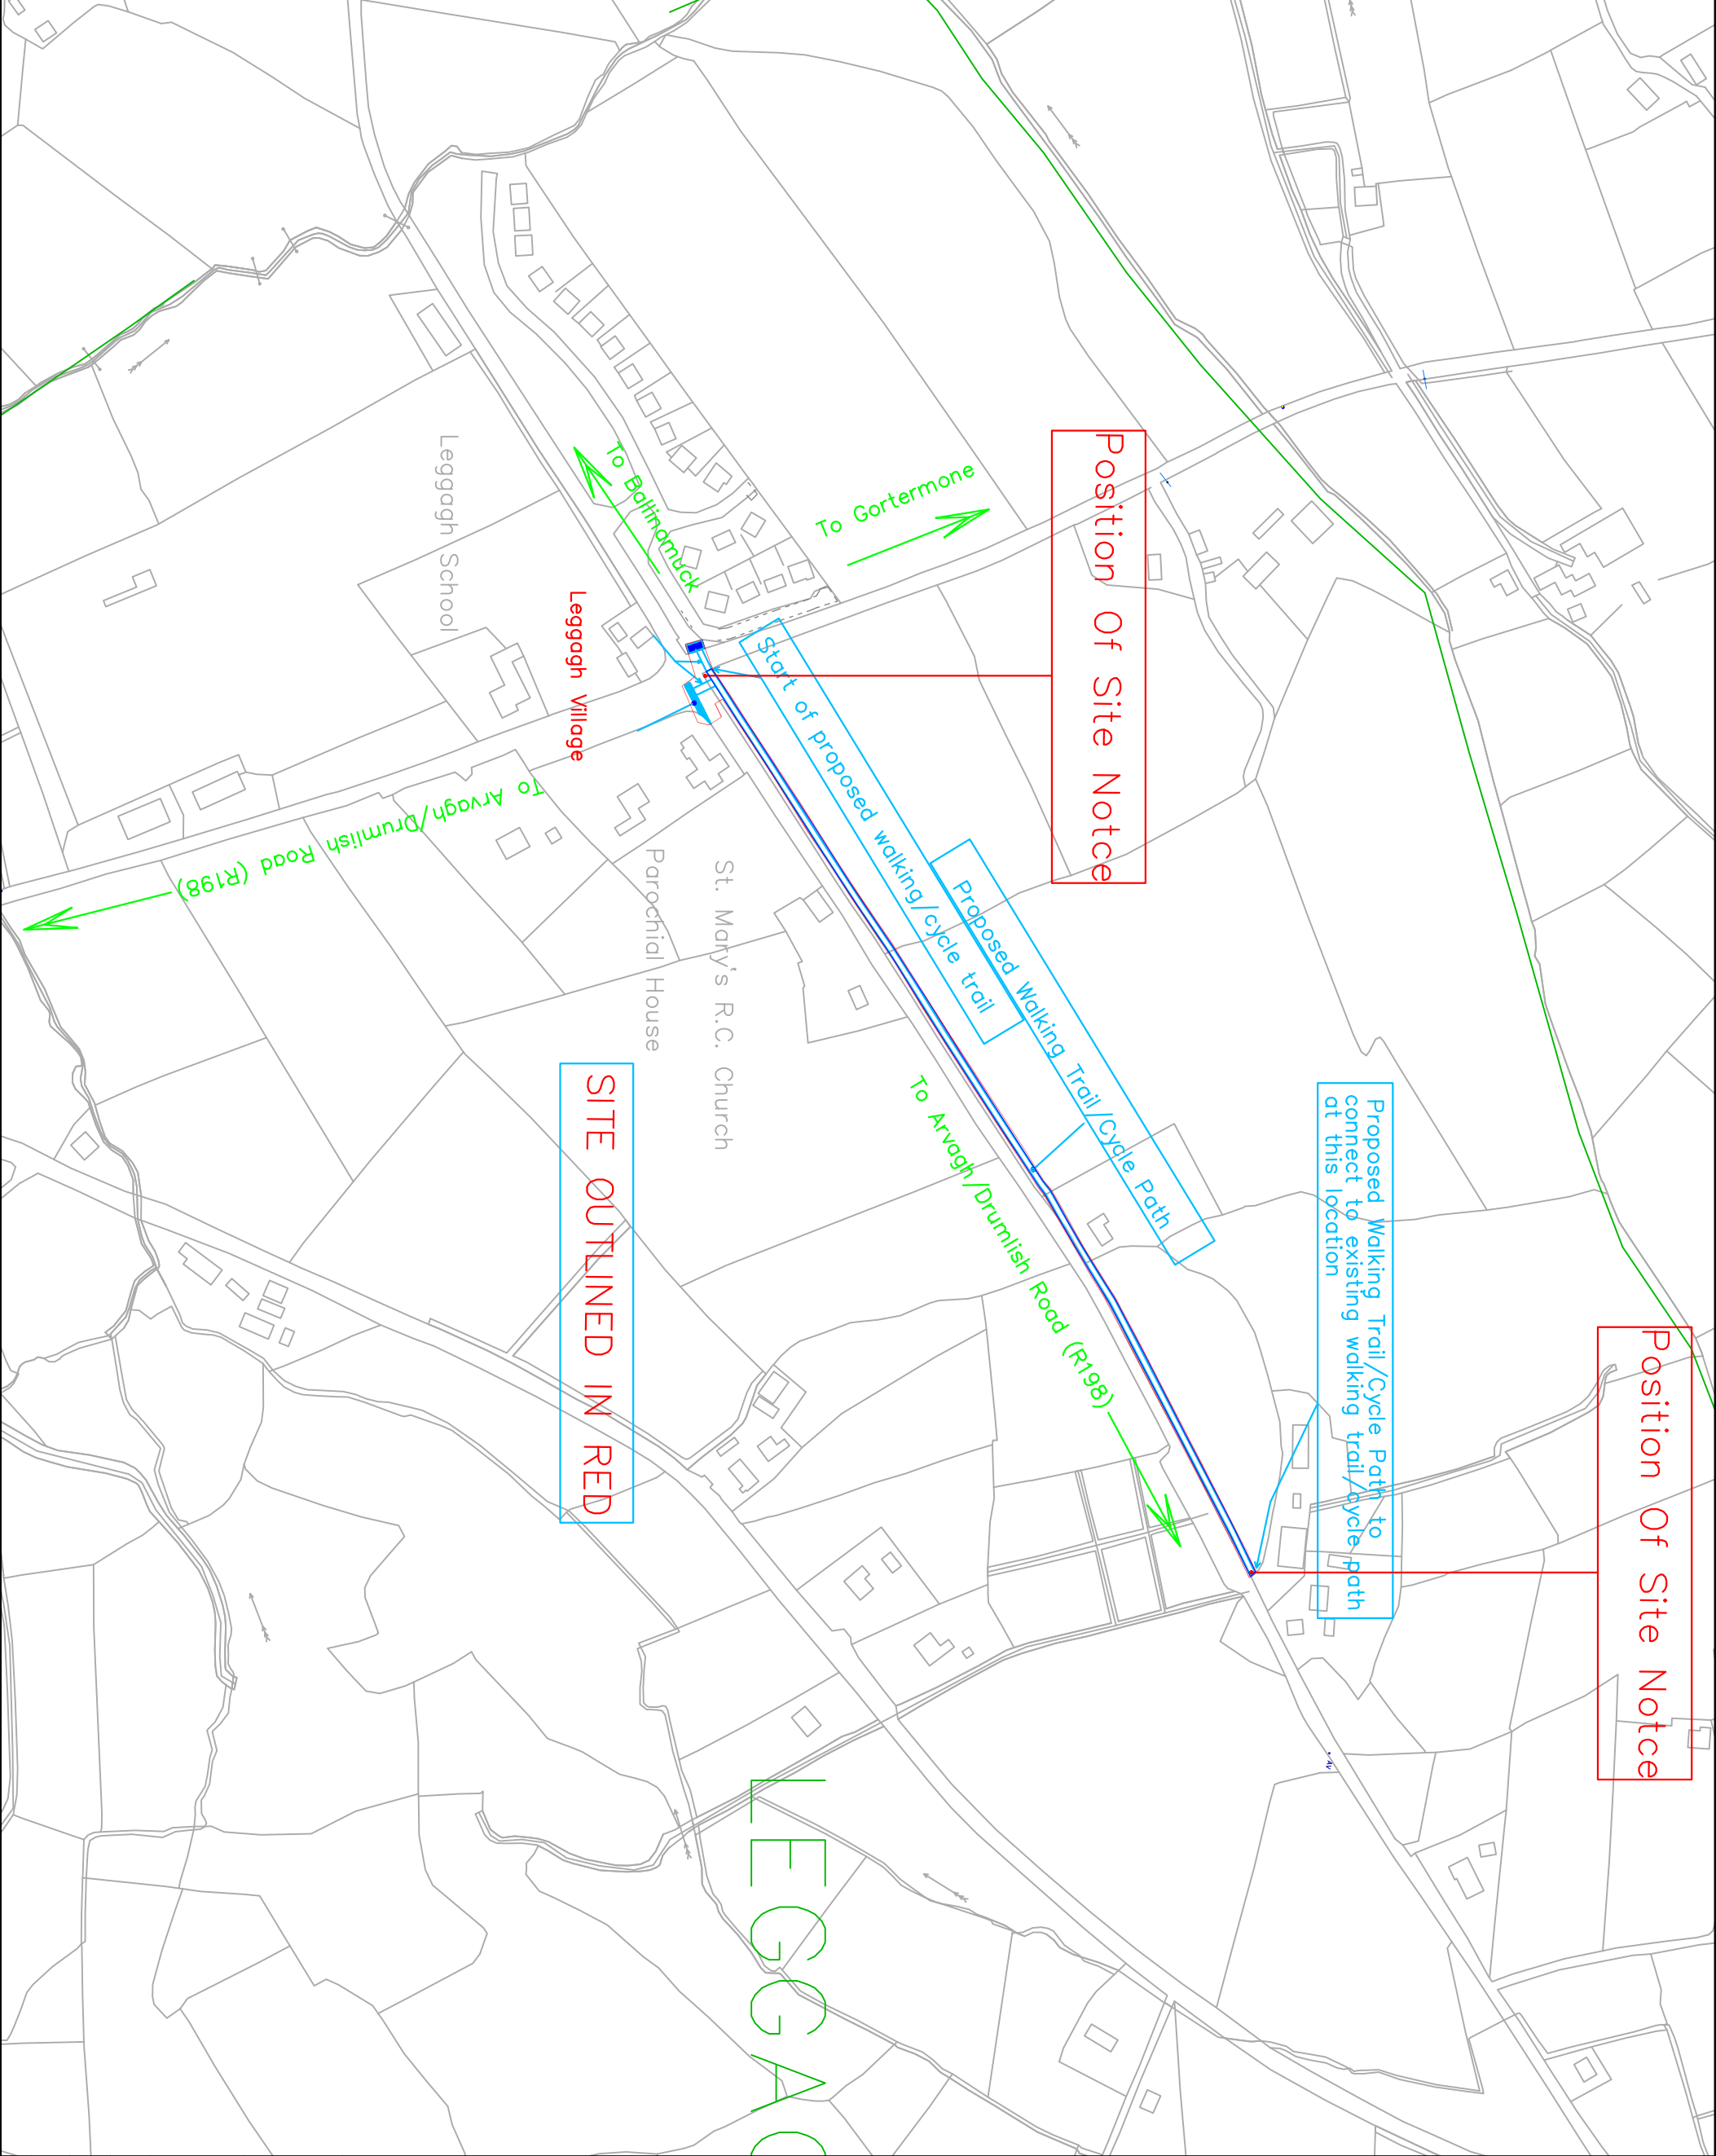 Position Of Site Notce
Position Of Site Notce
Proposed Walking Trail/Cycle Path to
connect to existing walking trail/cycle path
at this location
To Gortermone
To Ballinamuck
Start of proposed walking/cycle trail
Proposed Walking Trail/Cycle Path
To Arvagh/Drumlish Road (R198)
St. Mary's R.C. Church
Parochial House
SITE OUTLINED IN RED
Leggagh Village
Leggagh School
To Arvagh/Drumlish Road (R198)
LEGGAG